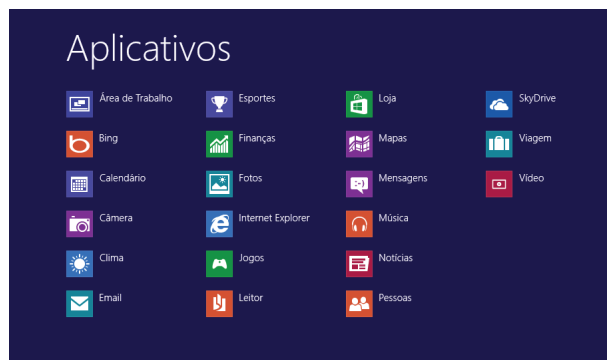 Aplicativos
Área de Trabalho
Bing
Calendário
Câmera
Clima
Email
Esportes
Finanças
Fotos
Internet Explorer
Jogos
Leitor
Loja
Mapas
Mensagens
Música
Notícias
Pessoas
SkyDrive
Viagem
Vídeo